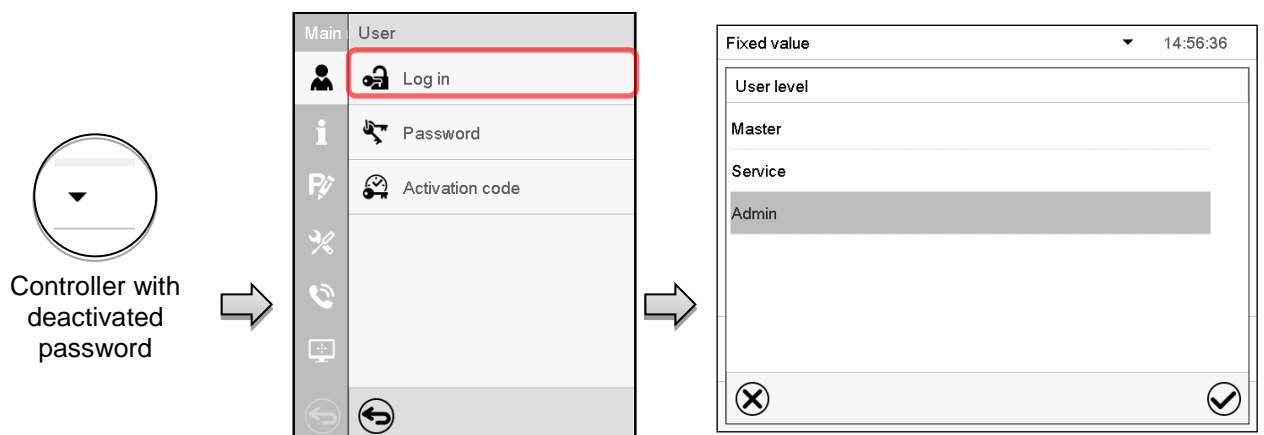 Controller with
deactivated
password
Main
User
Log in
Password
Activation code
Fixed value
14:56:36
User level
Master
Service
Admin